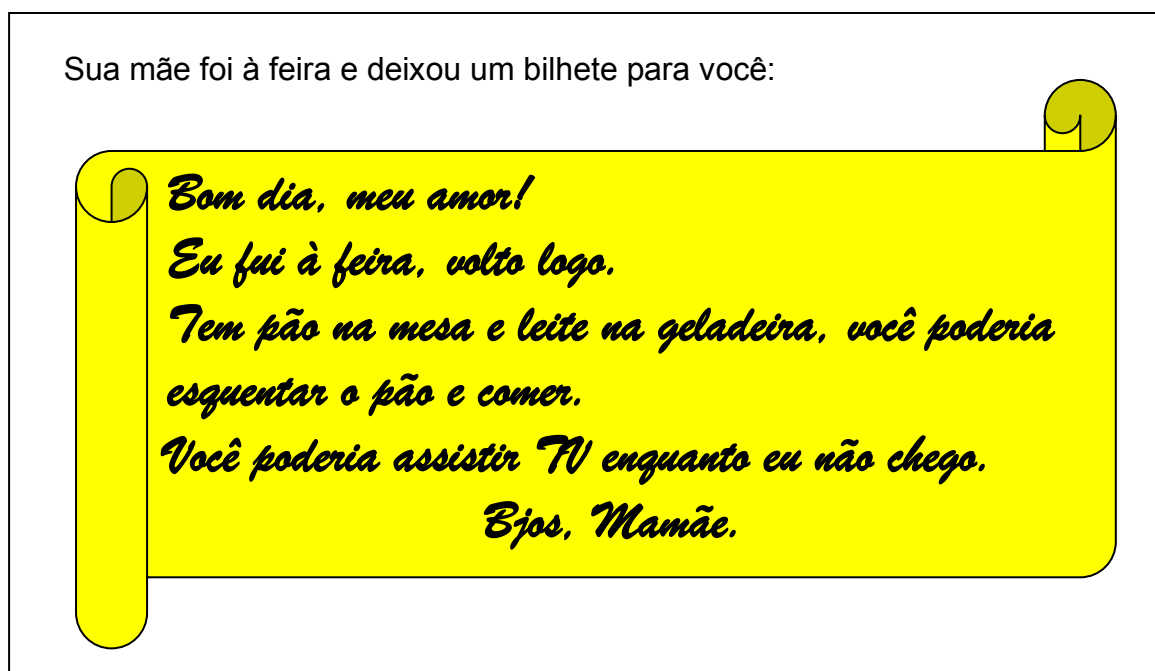 Sua mãe foi à feira e deixou um bilhete para você:
Bom dia, meu amor!
Eu fui à feira, volto logo.
Tem pão na mesa e leite na geladeira, você poderia
esquentar o pão e comer.
Você poderia assistir TV enquanto eu não chego.
Bjos, Mamãe.